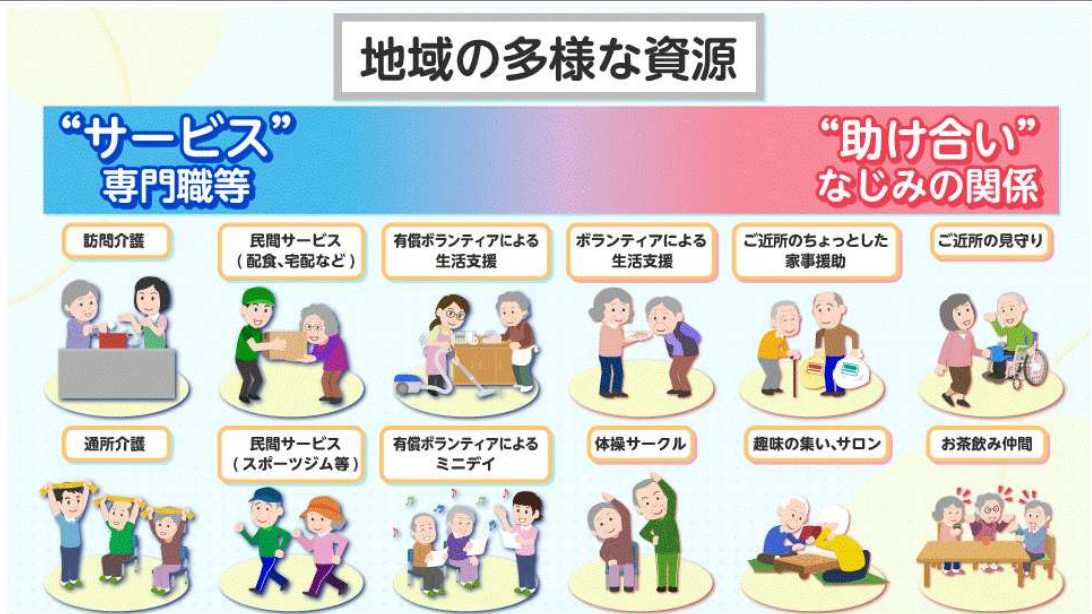 地域の多様な資源
“サービス”
専門職等
“助け合い”
なじみの関係
訪問介護
民間サービス
(配食、宅配など)
有償ボランティアによる
生活支援
ボランティアによる
生活支援
ご近所のちょっとした
家事援助
ご近所の見守り
通所介護
民間サービス
(スポーツジム等)
有償ボランティアによる
ミニデイ
体操サークル
趣味の集い、サロン
お茶飲み仲間